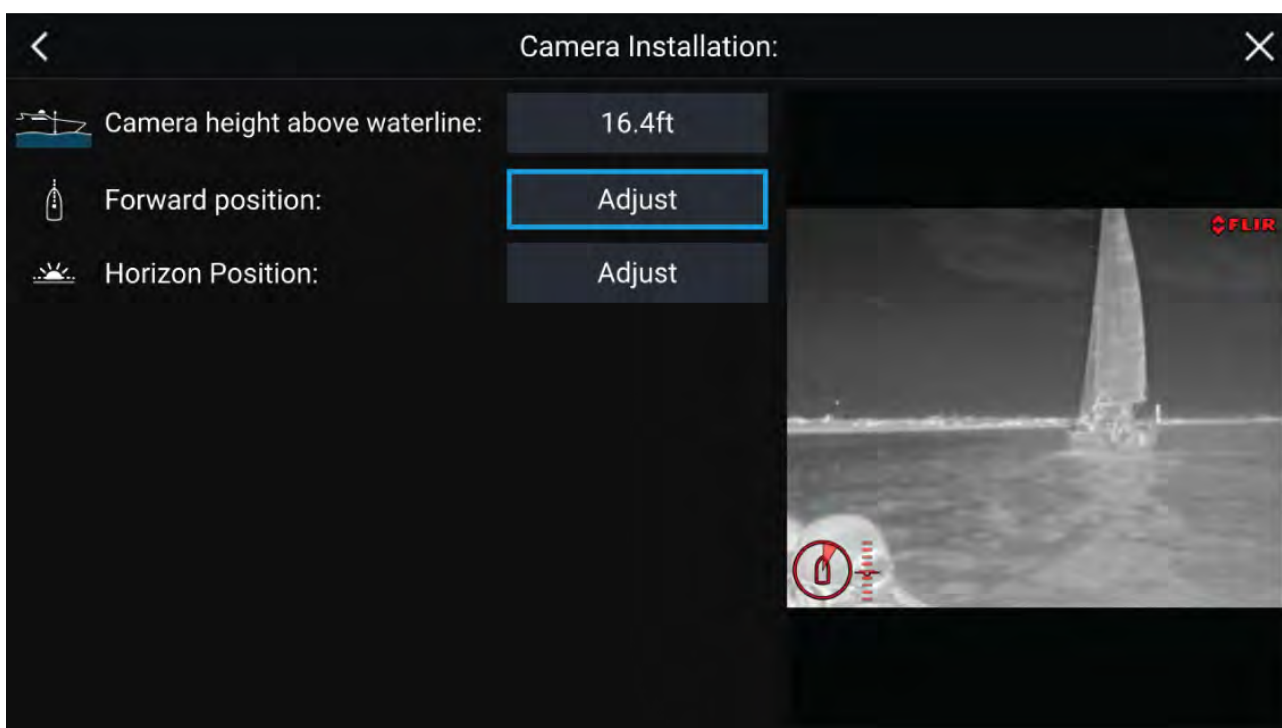 Camera Installation:
Camera height above waterline: 16.4ft
Forward position: Adjust
Horizon Position: Adjust
FLIR